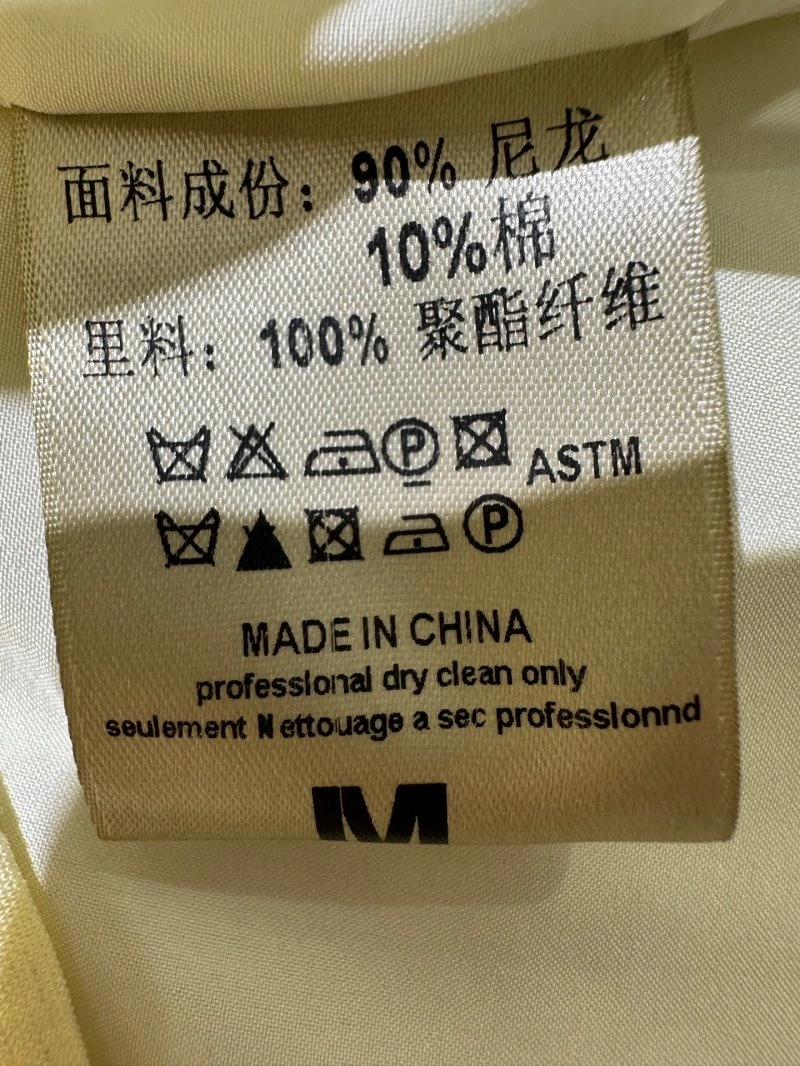 面料成份：90% 尼龙
10%棉
里料：100% 聚酯纤维
P
ASTM
P
MADE IN CHINA
professional dry clean only
seulement Nettouage a sec professlonnd
M